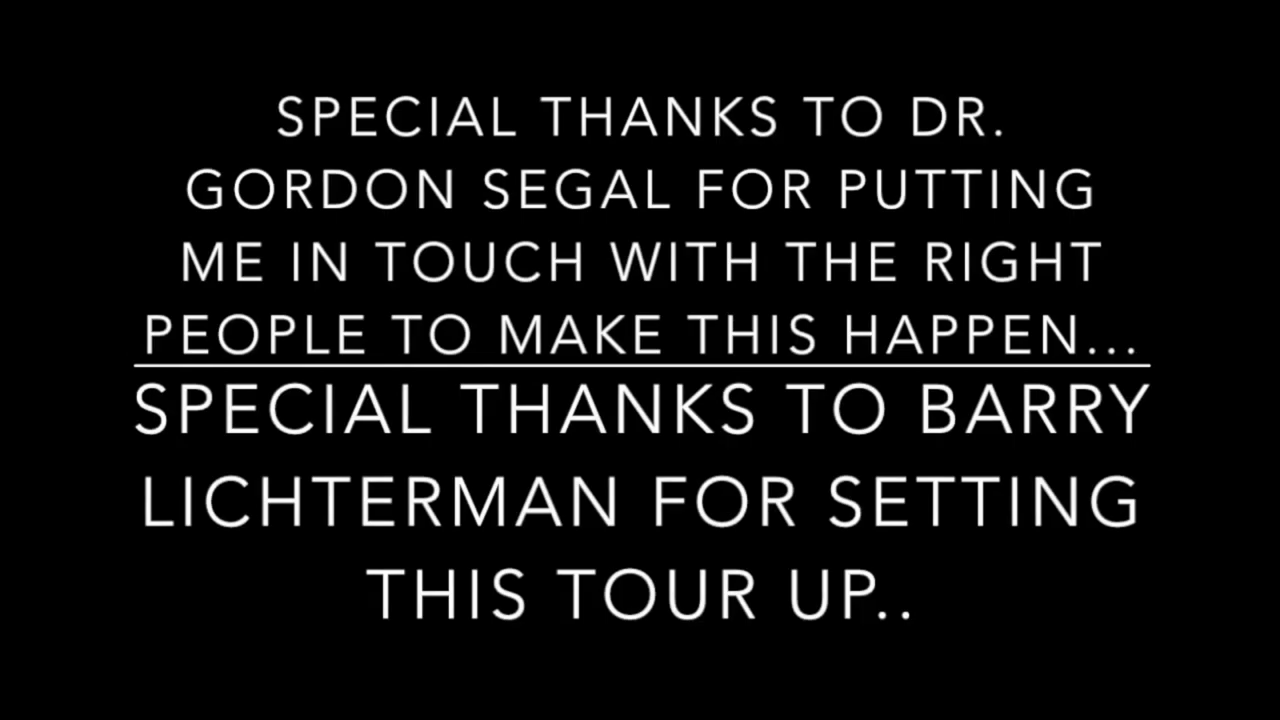 SPECIAL THANKS TO DR.
GORDON SEGAL FOR PUTTING
ME IN TOUCH WITH THE RIGHT
PEOPLE TO MAKE THIS HAPPEN...
SPECIAL THANKS TO BARRY
LICHTERMAN FOR SETTING
THIS TOUR UP..